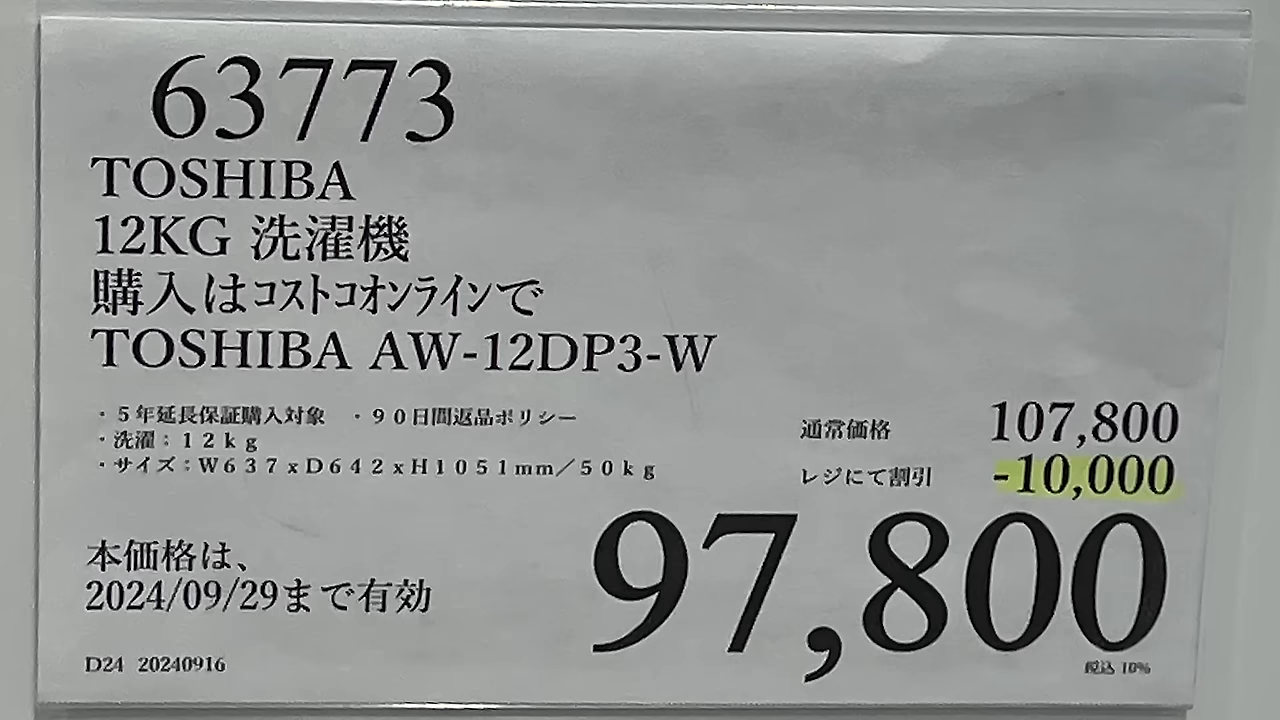 63773
TOSHIBA
12KG 洗濯機
購入はコストコオンラインで
TOSHIBA AW-12DP3-W
・5年延長保証購入対象　・90日間返品ポリシー
・洗濯：12kg
・サイズ：W637xD642xH1051mm／50kg
通常価格 107,800
レジにて割引 -10,000
97,800
本価格は、
2024/09/29まで有効
D24 20240916
税込 10%